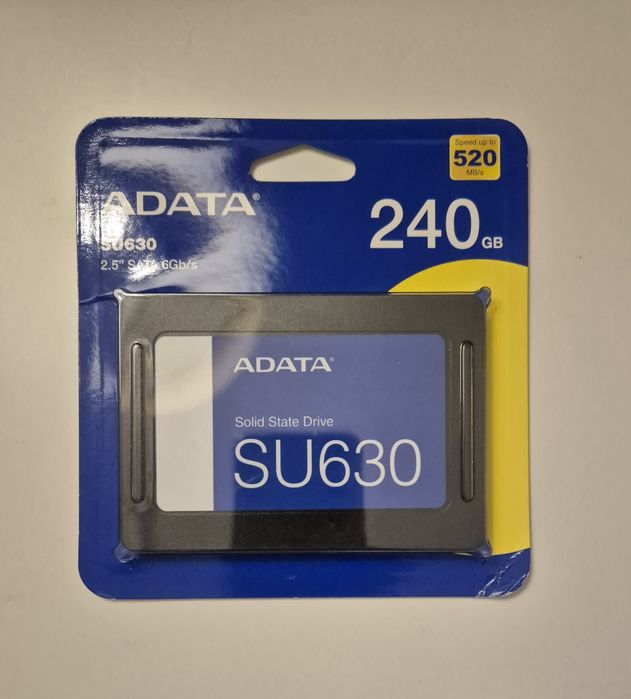 Speed up to
520
MB/s
ADATA®
240GB
SU630
2.5" SATA 6Gb/s
ADATA®
Solid State Drive
SU630